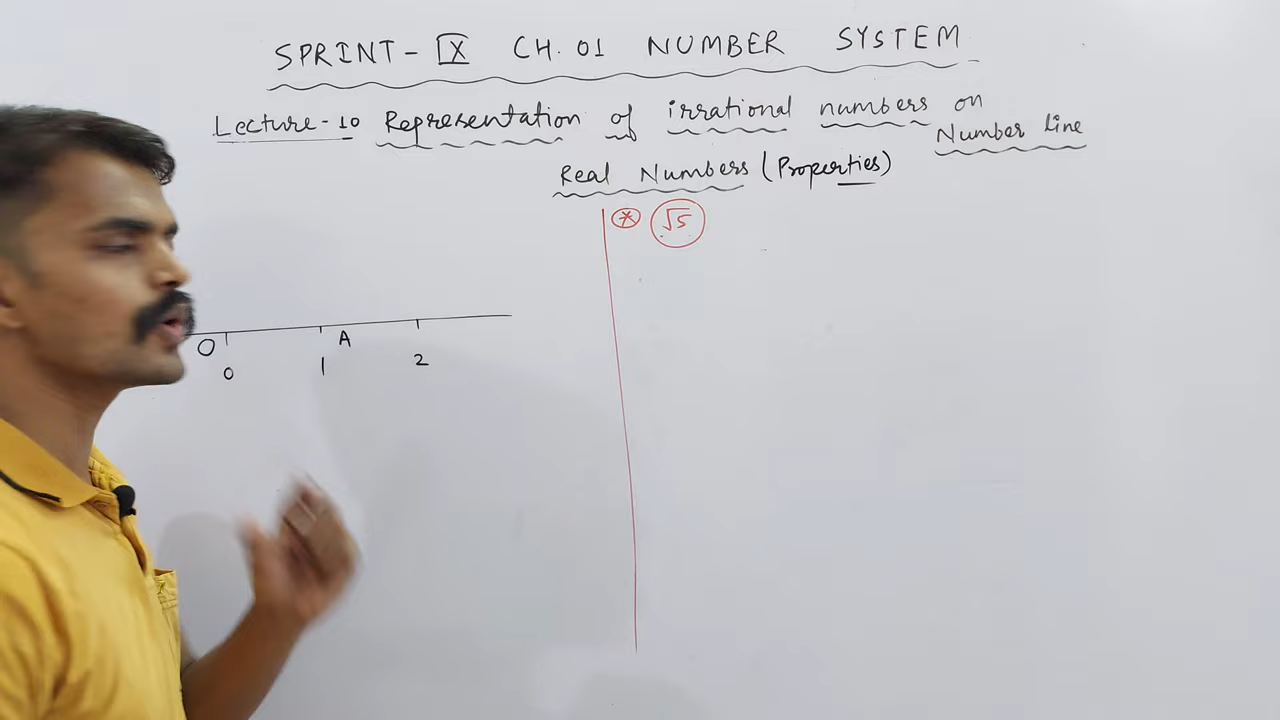 SPRINT - IX CH. 01 NUMBER SYSTEM
Lecture - 10 Representation of irrational numbers on Number line
Real Numbers (Properties)
* √5
O A
0 1 2